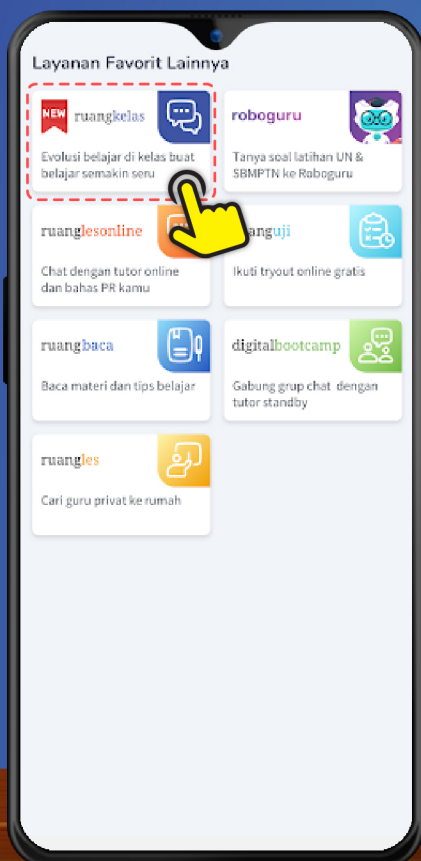 Layanan Favorit Lainnya
NEW ruangkelas
Evolusi belajar di kelas buat
belajar semakin seru
roboguru
Tanya soal latihan UN &
SBMPTN ke Roboguru
ruanglesonline
Chat dengan tutor online
dan bahas PR kamu
anguji
Ikuti tryout online gratis
ruangbaca
Baca materi dan tips belajar
digitalbootcamp
Gabung grup chat dengan
tutor standby
ruangles
Cari guru privat ke rumah